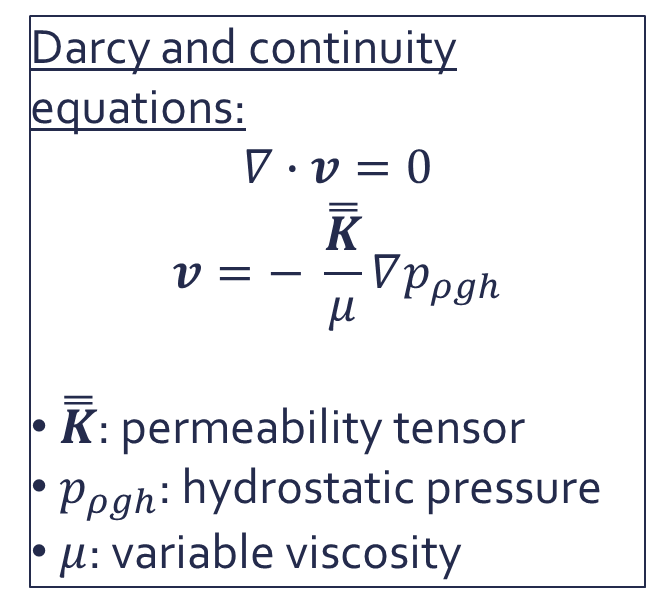 Darcy and continuity
equations:
∇ · 𝒗 = 0
𝒗 = − K̿/μ ∇p_ρgh
• K̿: permeability tensor
• p_ρgh: hydrostatic pressure
• μ: variable viscosity